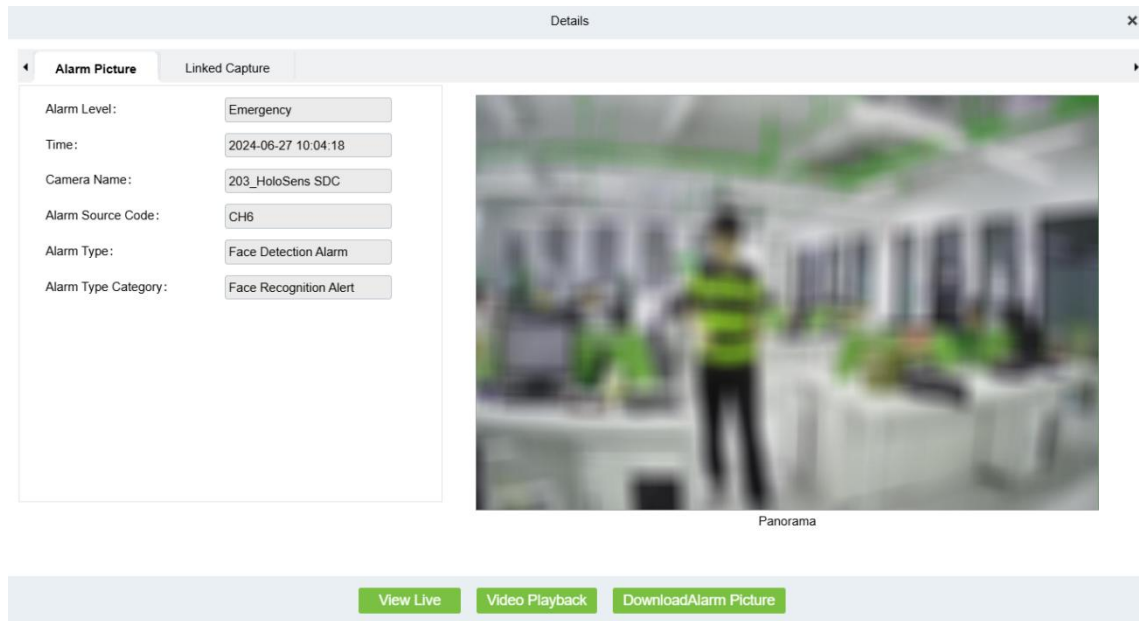 Details
×
Alarm Picture
Linked Capture
Alarm Level:
Emergency
Time:
2024-06-27 10:04:18
Camera Name:
203_HoloSens SDC
Alarm Source Code:
CH6
Alarm Type:
Face Detection Alarm
Alarm Type Category:
Face Recognition Alert
Panorama
View Live
Video Playback
DownloadAlarm Picture